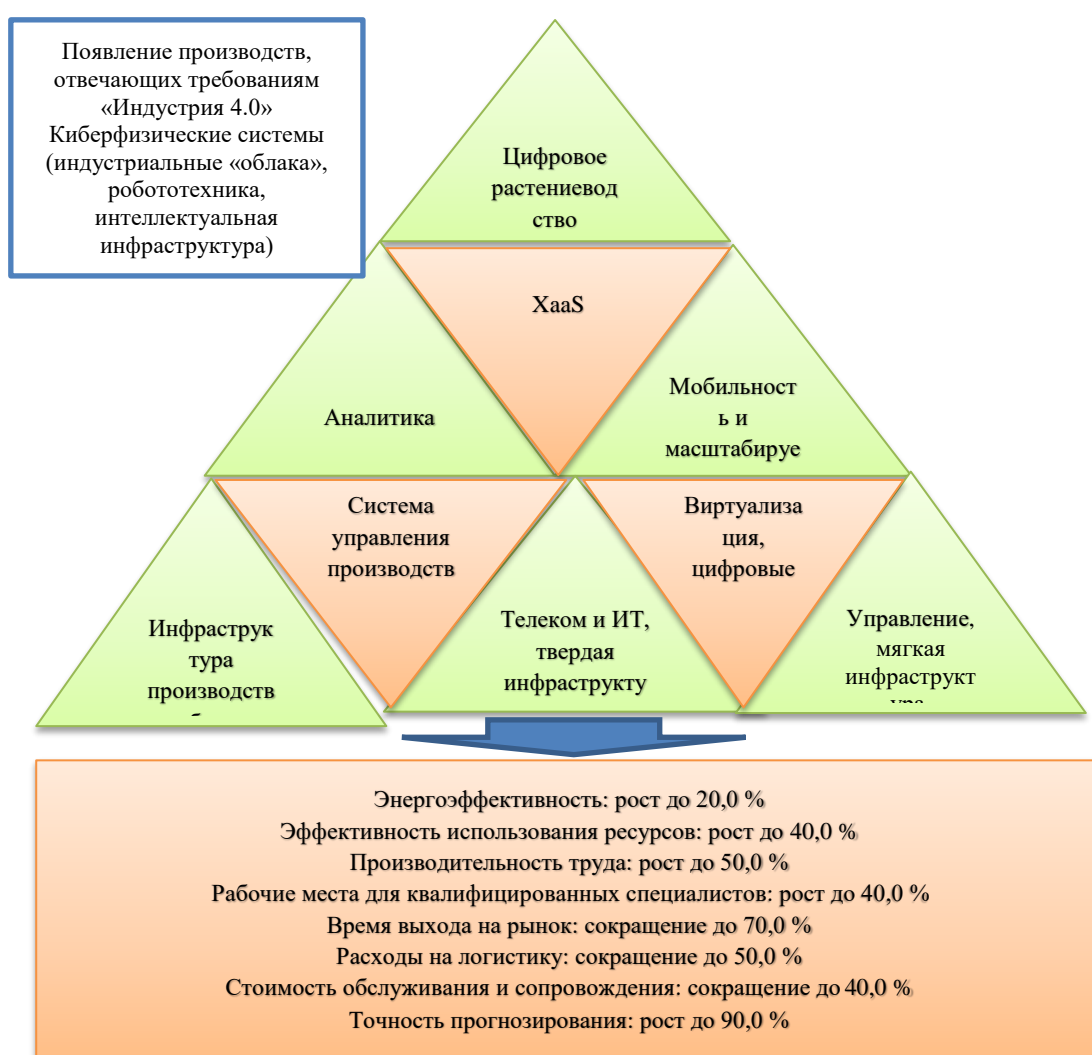 Появление производств,
отвечающих требованиям
«Индустрия 4.0»
Киберфизические системы
(индустриальные «облака»,
робототехника,
интеллектуальная
инфраструктура)
Цифровое
растениевод
ство
XaaS
Аналитика
Мобильност
ь и
масштабируе
Система
управления
производств
Виртуализа
ция,
цифровые
Инфраструк
тура
производств
Телеком и ИТ,
твердая
инфраструкту
Управление,
мягкая
инфраструкт
Энергоэффективность: рост до 20,0 %
Эффективность использования ресурсов: рост до 40,0 %
Производительность труда: рост до 50,0 %
Рабочие места для квалифицированных специалистов: рост до 40,0 %
Время выхода на рынок: сокращение до 70,0 %
Расходы на логистику: сокращение до 50,0 %
Стоимость обслуживания и сопровождения: сокращение до 40,0 %
Точность прогнозирования: рост до 90,0 %